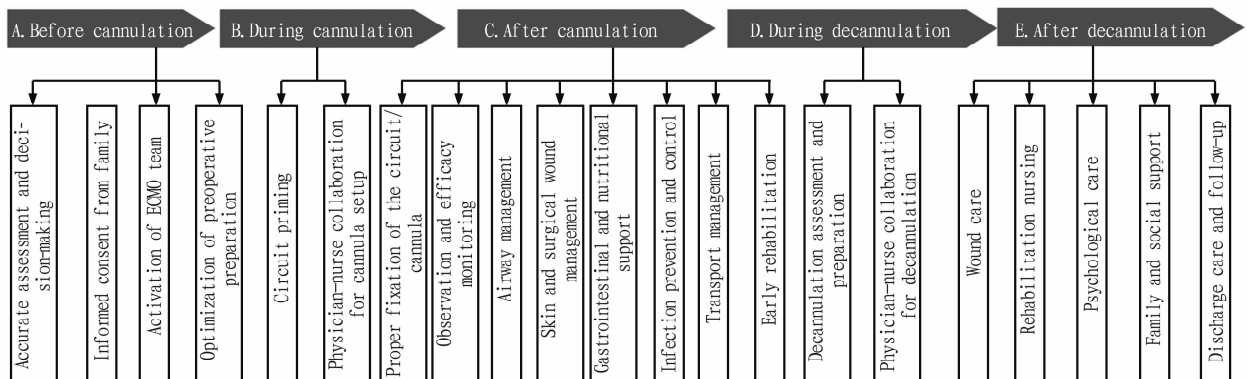 A. Before cannulation
B. During cannulation
C. After cannulation
D. During decannulation
E. After decannulation
Accurate assessment and deci-
sion-making
Informed consent from family
Activation of ECMO team
Optimization of preoperative
preparation
Circuit priming
Physician-nurse collaboration
for cannula setup
Proper fixation of the circuit/
cannula
Observation and efficacy
monitoring
Airway management
Skin and surgical wound
management
Gastrointestinal and nutritional
support
Infection prevention and control
Transport management
Early rehabilitation
Decannulation assessment and
preparation
Physician-nurse collaboration
for decannulation
Wound care
Rehabilitation nursing
Psychological care
Family and social support
Discharge care and follow-up